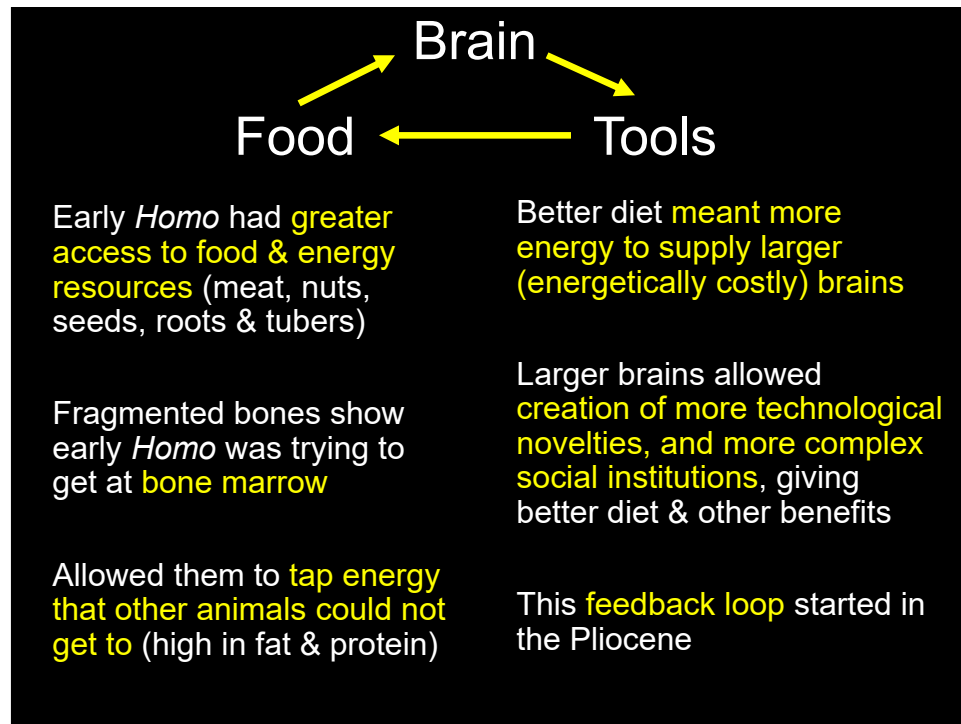 Brain
Food
Tools
Early Homo had greater
access to food & energy
resources (meat, nuts,
seeds, roots & tubers)
Fragmented bones show
early Homo was trying to
get at bone marrow
Allowed them to tap energy
that other animals could not
get to (high in fat & protein)
Better diet meant more
energy to supply larger
(energetically costly) brains
Larger brains allowed
creation of more technological
novelties, and more complex
social institutions, giving
better diet & other benefits
This feedback loop started in
the Pliocene